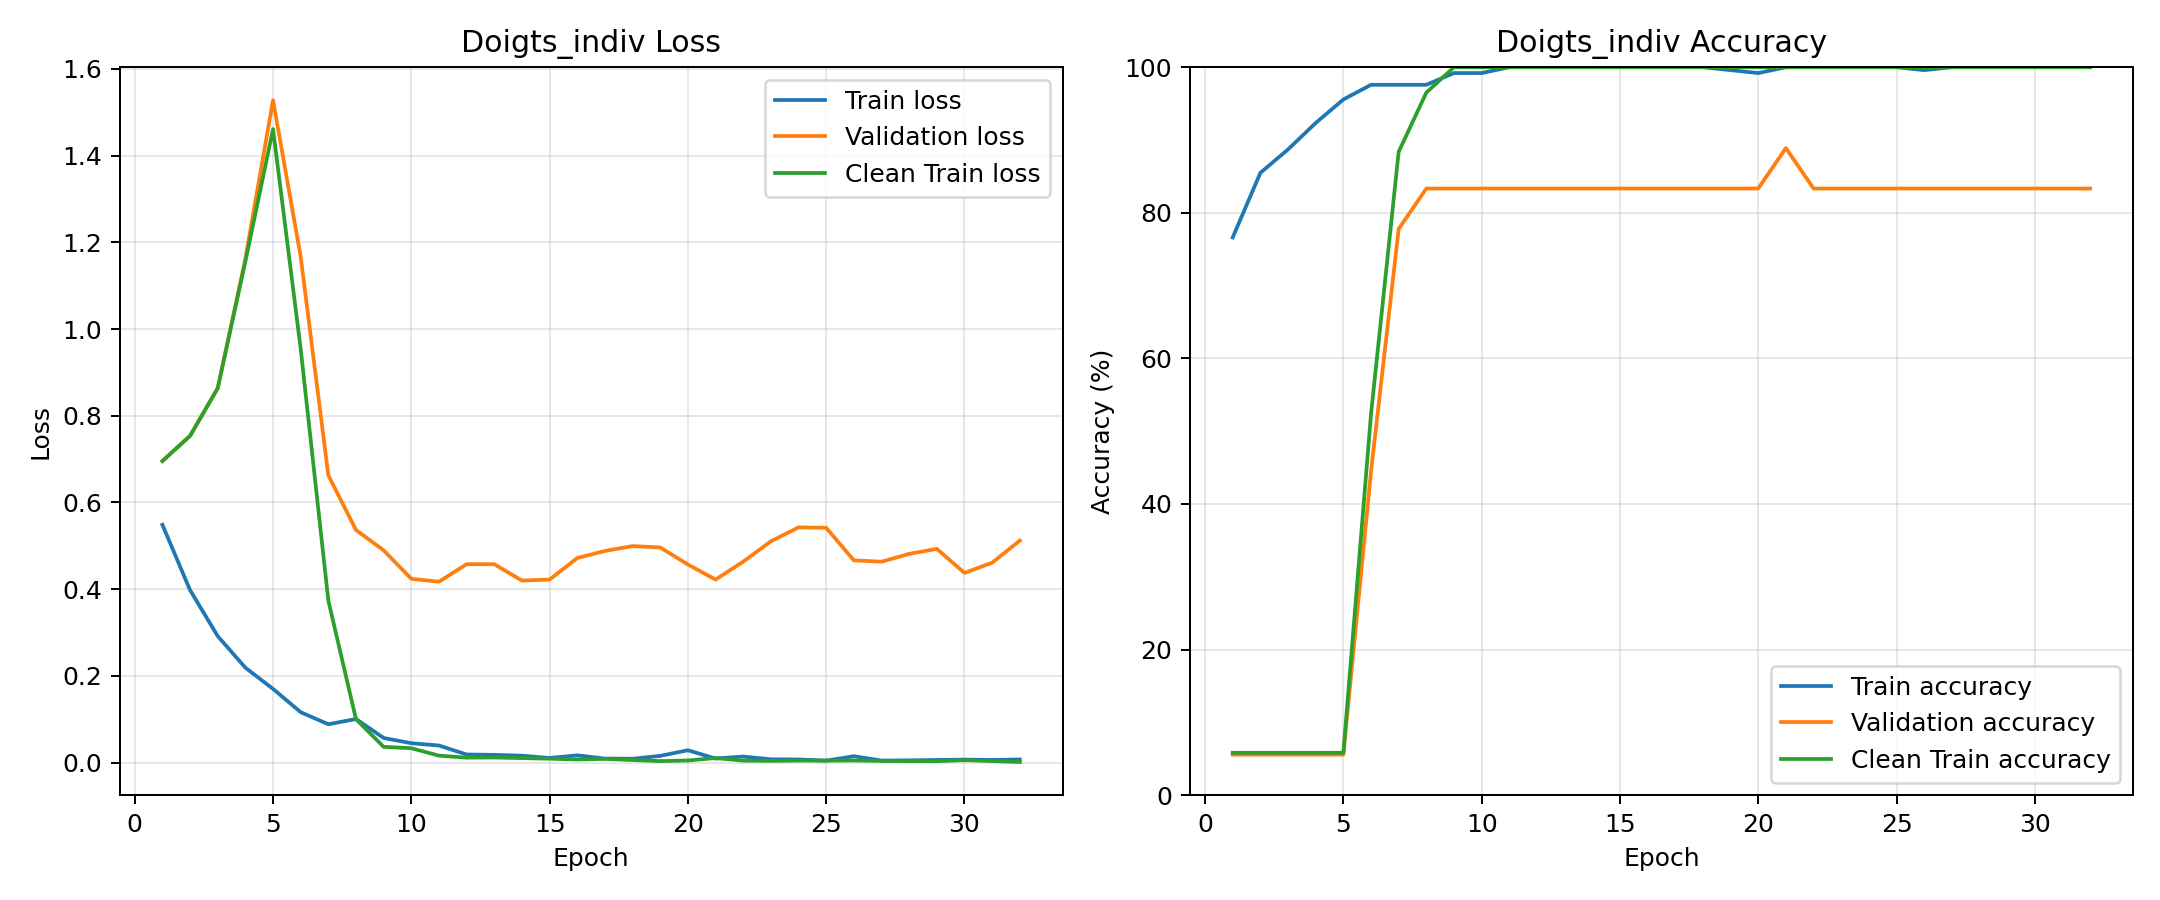 Doigts_indiv Loss
1.6
1.4
1.2
1.0
0.8
0.6
0.4
0.2
0.0
Loss
0 5 10 15 20 25 30
Epoch
Train loss
Validation loss
Clean Train loss
Doigts_indiv Accuracy
100
80
60
40
20
0
Accuracy (%)
0 5 10 15 20 25 30
Epoch
Train accuracy
Validation accuracy
Clean Train accuracy